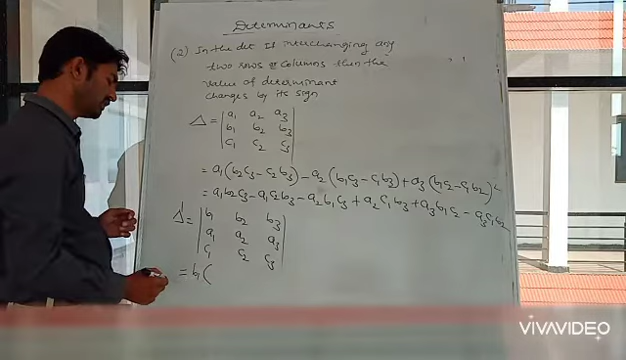 Determinants
(2) In the det If interchanging any
two rows or columns then the
value of determinant
changes by its sign
Δ = | a₁ a₂ a₃ |
| b₁ b₂ b₃ |
| c₁ c₂ c₃ |
= a₁(b₂c₃ - c₂b₃) - a₂(b₁c₃ - c₁b₃) + a₃(b₁c₂ - c₁b₂)
= a₁b₂c₃ - a₁c₂b₃ - a₂b₁c₃ + a₂c₁b₃ + a₃b₁c₂ - a₃c₁b₂
Δ' = | b₁ b₂ b₃ |
| a₁ a₂ a₃ |
| c₁ c₂ c₃ |
= b₁(
VIVAVIDEO